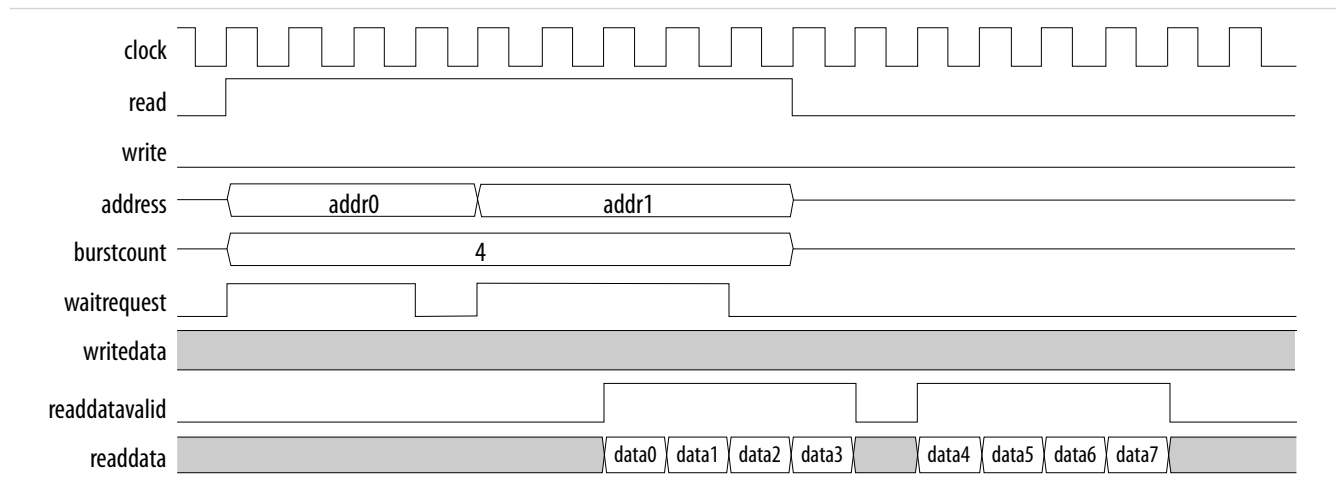 clock
read
write
address addr0 addr1
burstcount 4
waitrequest
writedata
readdatavalid
readdata data0 data1 data2 data3 data4 data5 data6 data7